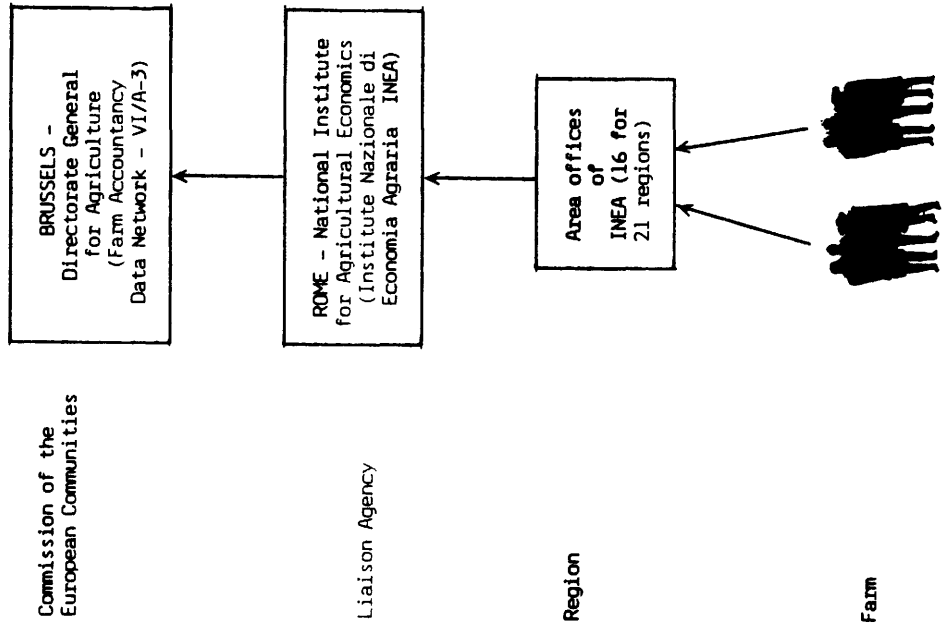 Commission of the
European Communities
BRUSSELS -
Directorate General
for Agriculture
(Farm Accountancy
Data Network - VI/A-3)
Liaison Agency
ROME - National Institute
for Agricultural Economics
(Institute Nazionale di
Economia Agraria INEA)
Region
Area offices
of
INEA (16 for
21 regions)
Farm